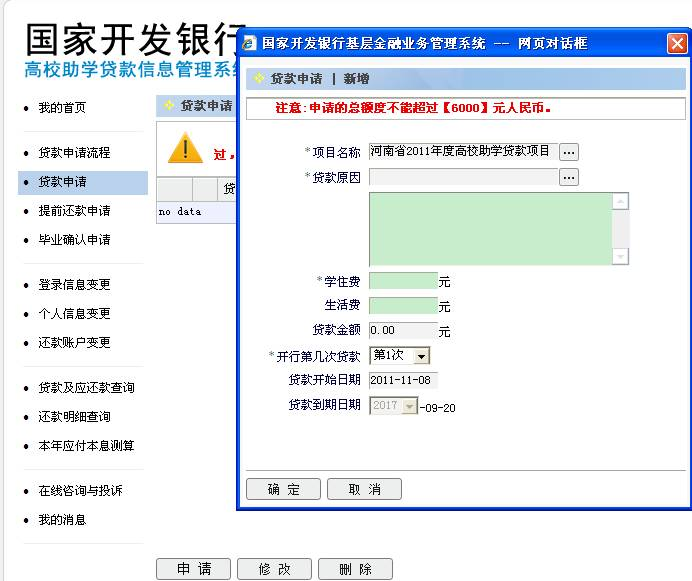 国家开发银行
高校助学贷款信息管理系统
我的首页
贷款申请流程
贷款申请
提前还款申请
毕业确认申请
登录信息变更
个人信息变更
还款账户变更
贷款及应还款查询
还款明细查询
本年应付本息测算
在线咨询与投诉
我的消息
贷款申请
过，
贷
no data
国家开发银行基层金融业务管理系统 -- 网页对话框
贷款申请 | 新增
注意:申请的总额度不能超过【6000】元人民币。
*项目名称 河南省2011年度高校助学贷款项目 ...
*贷款原因 ...
*学住费 元
生活费 元
贷款金额 0.00 元
*开行第几次贷款 第1次
贷款开始日期 2011-11-08
贷款到期日期 2017 -09-20
确 定 取 消
申 请 修 改 删 除